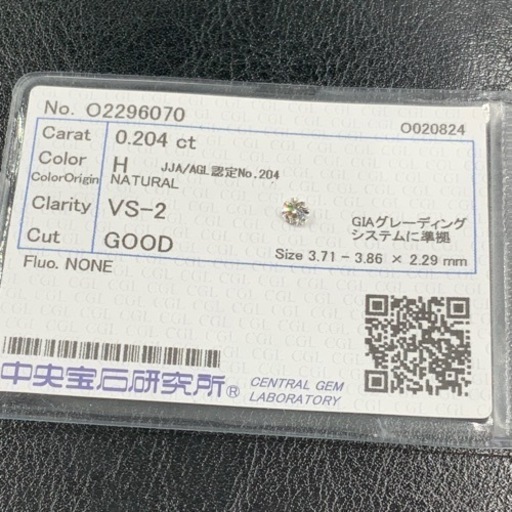 No. O2296070
O020824
Carat 0.204 ct
Color H JJA/AGL認定No.204
ColorOrigin NATURAL
Clarity VS-2
GIAグレーディング
システムに準拠
Cut GOOD
Size 3.71 - 3.86 × 2.29 mm
Fluo. NONE
中央宝石研究所® CENTRAL GEM
LABORATORY